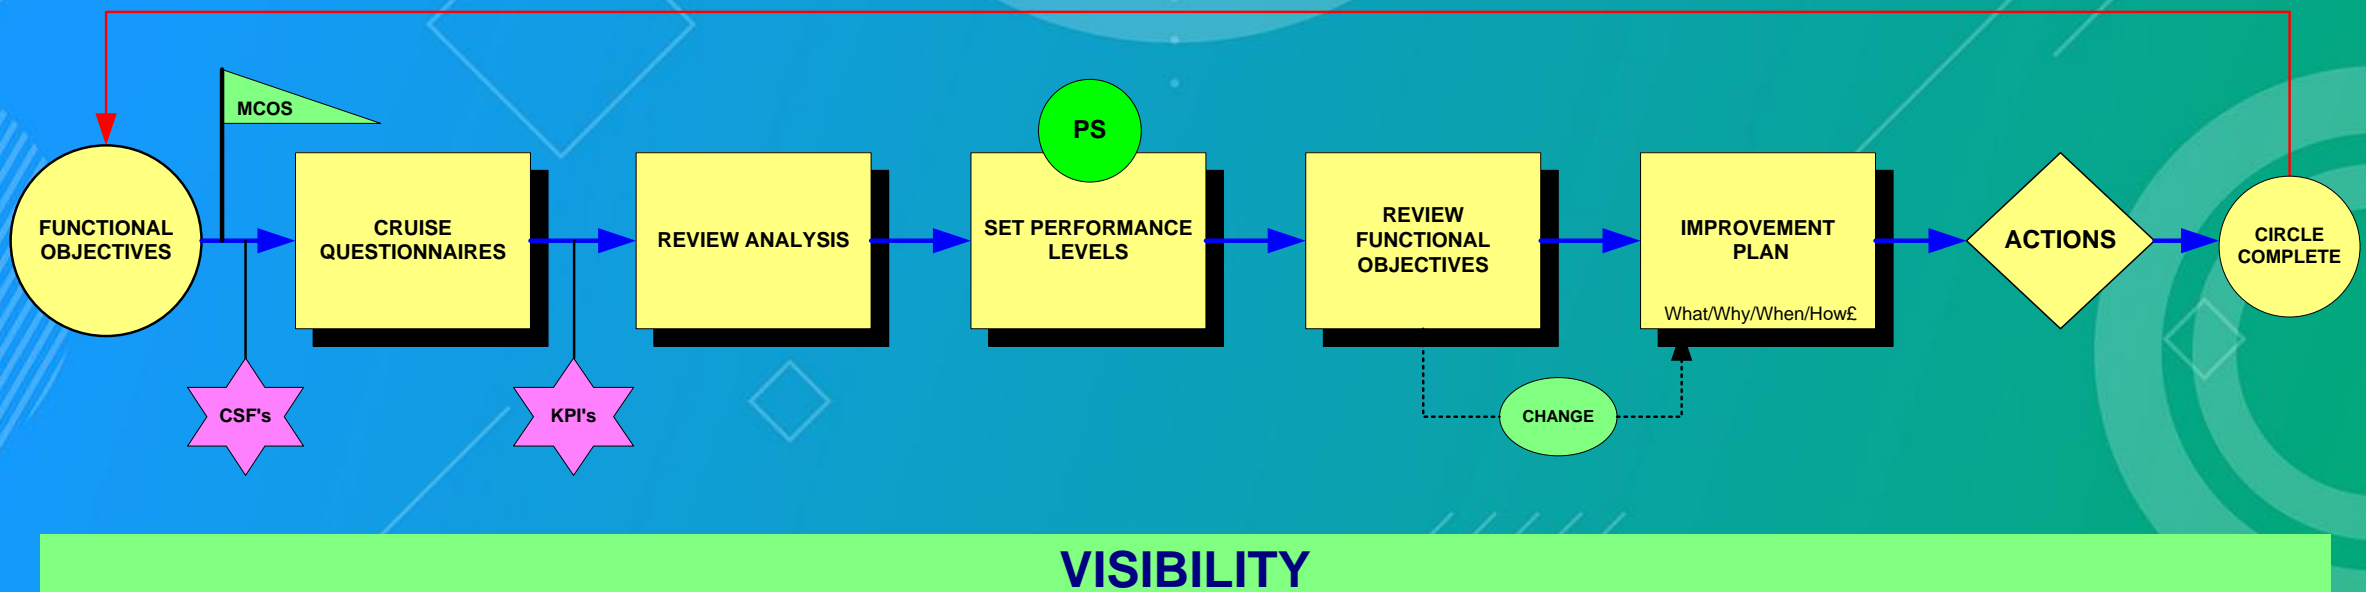 MCOS
PS
FUNCTIONAL
OBJECTIVES
CRUISE
QUESTIONNAIRES
REVIEW ANALYSIS
SET PERFORMANCE
LEVELS
REVIEW
FUNCTIONAL
OBJECTIVES
IMPROVEMENT
PLAN
What/Why/When/How£
ACTIONS
CIRCLE
COMPLETE
CSF's
KPI's
CHANGE
VISIBILITY